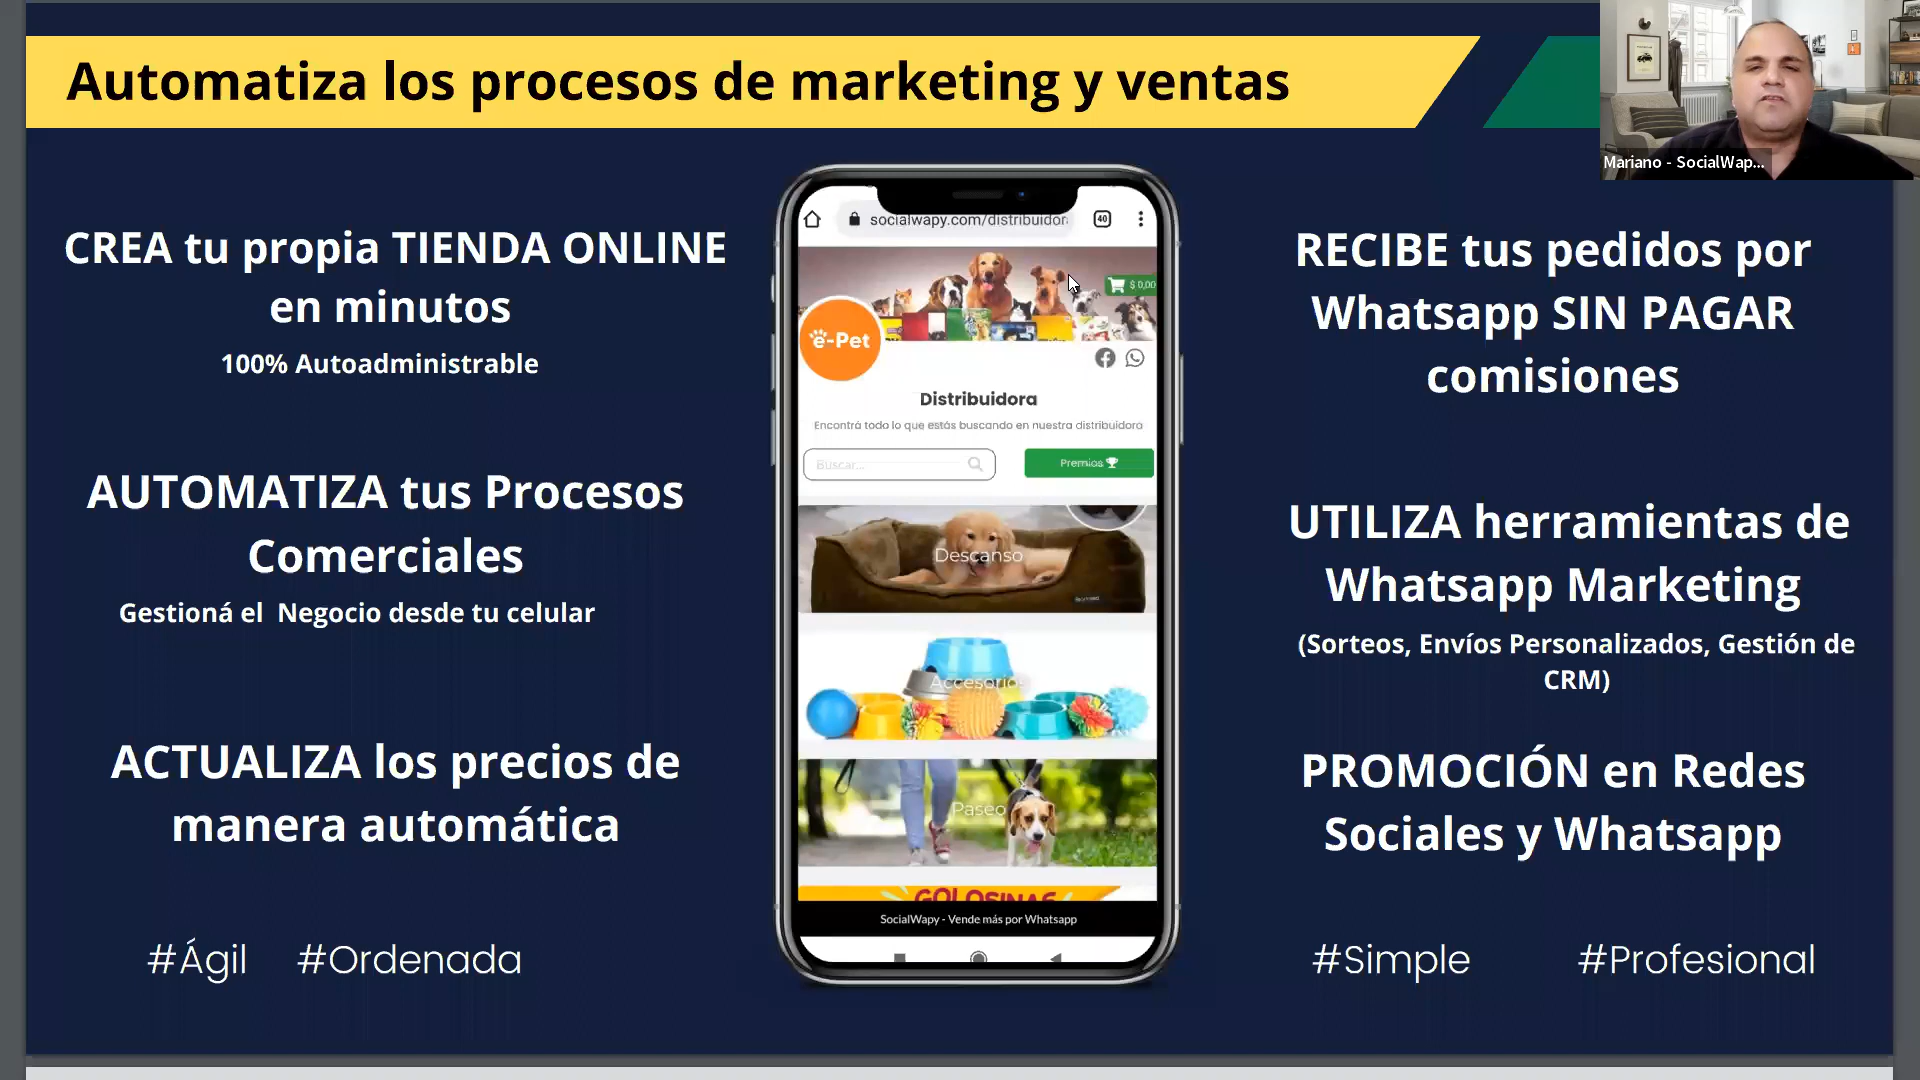 Automatiza los procesos de marketing y ventas
Mariano - SocialWap...
CREA tu propia TIENDA ONLINE
en minutos
100% Autoadministrable
AUTOMATIZA tus Procesos
Comerciales
Gestioná el  Negocio desde tu celular
ACTUALIZA los precios de
manera automática
#Ágil #Ordenada
socialwapy.com/distribuidor
40
$ 0,00
e-Pet
Distribuidora
Encontrá todo lo que estás buscando en nuestra distribuidora
Buscar...
Premios
Descanso
Accesorios
Paseo
GOLOSINAS
SocialWapy - Vende más por Whatsapp
RECIBE tus pedidos por
Whatsapp SIN PAGAR
comisiones
UTILIZA herramientas de
Whatsapp Marketing
(Sorteos, Envíos Personalizados, Gestión de
CRM)
PROMOCIÓN en Redes
Sociales y Whatsapp
#Simple #Profesional